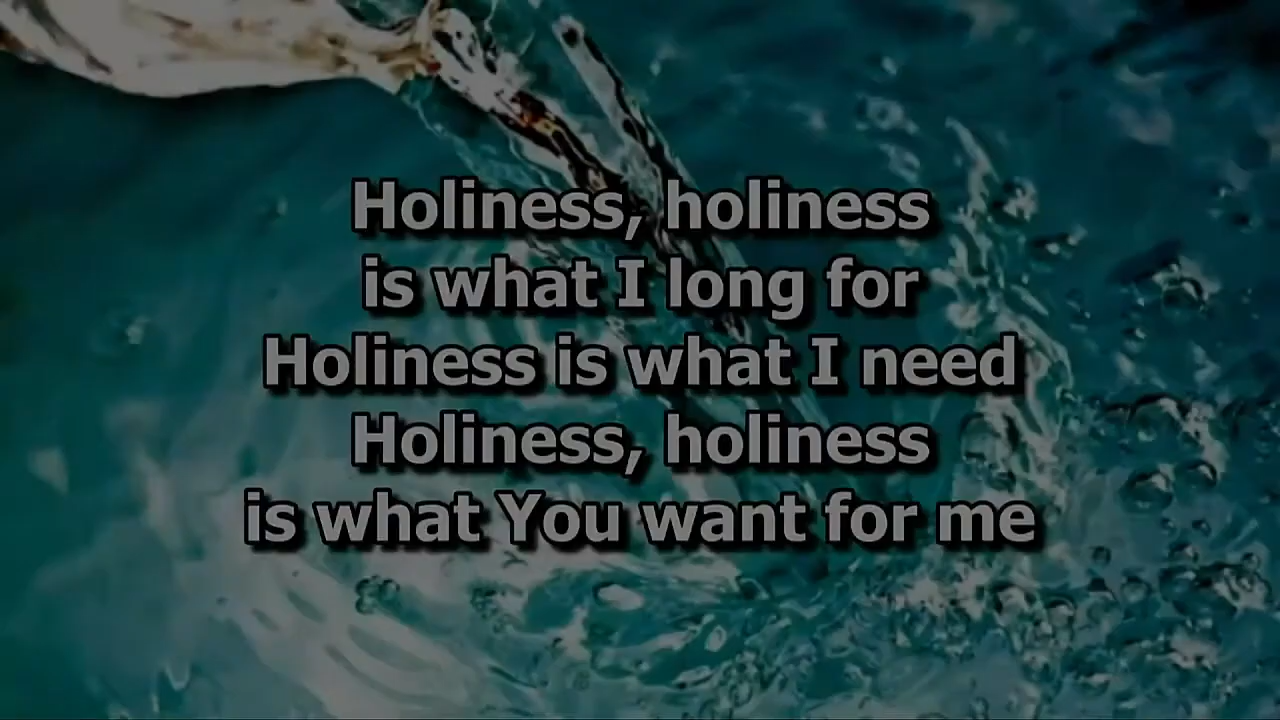 Holiness, holiness
is what I long for
Holiness is what I need
Holiness, holiness
is what You want for me